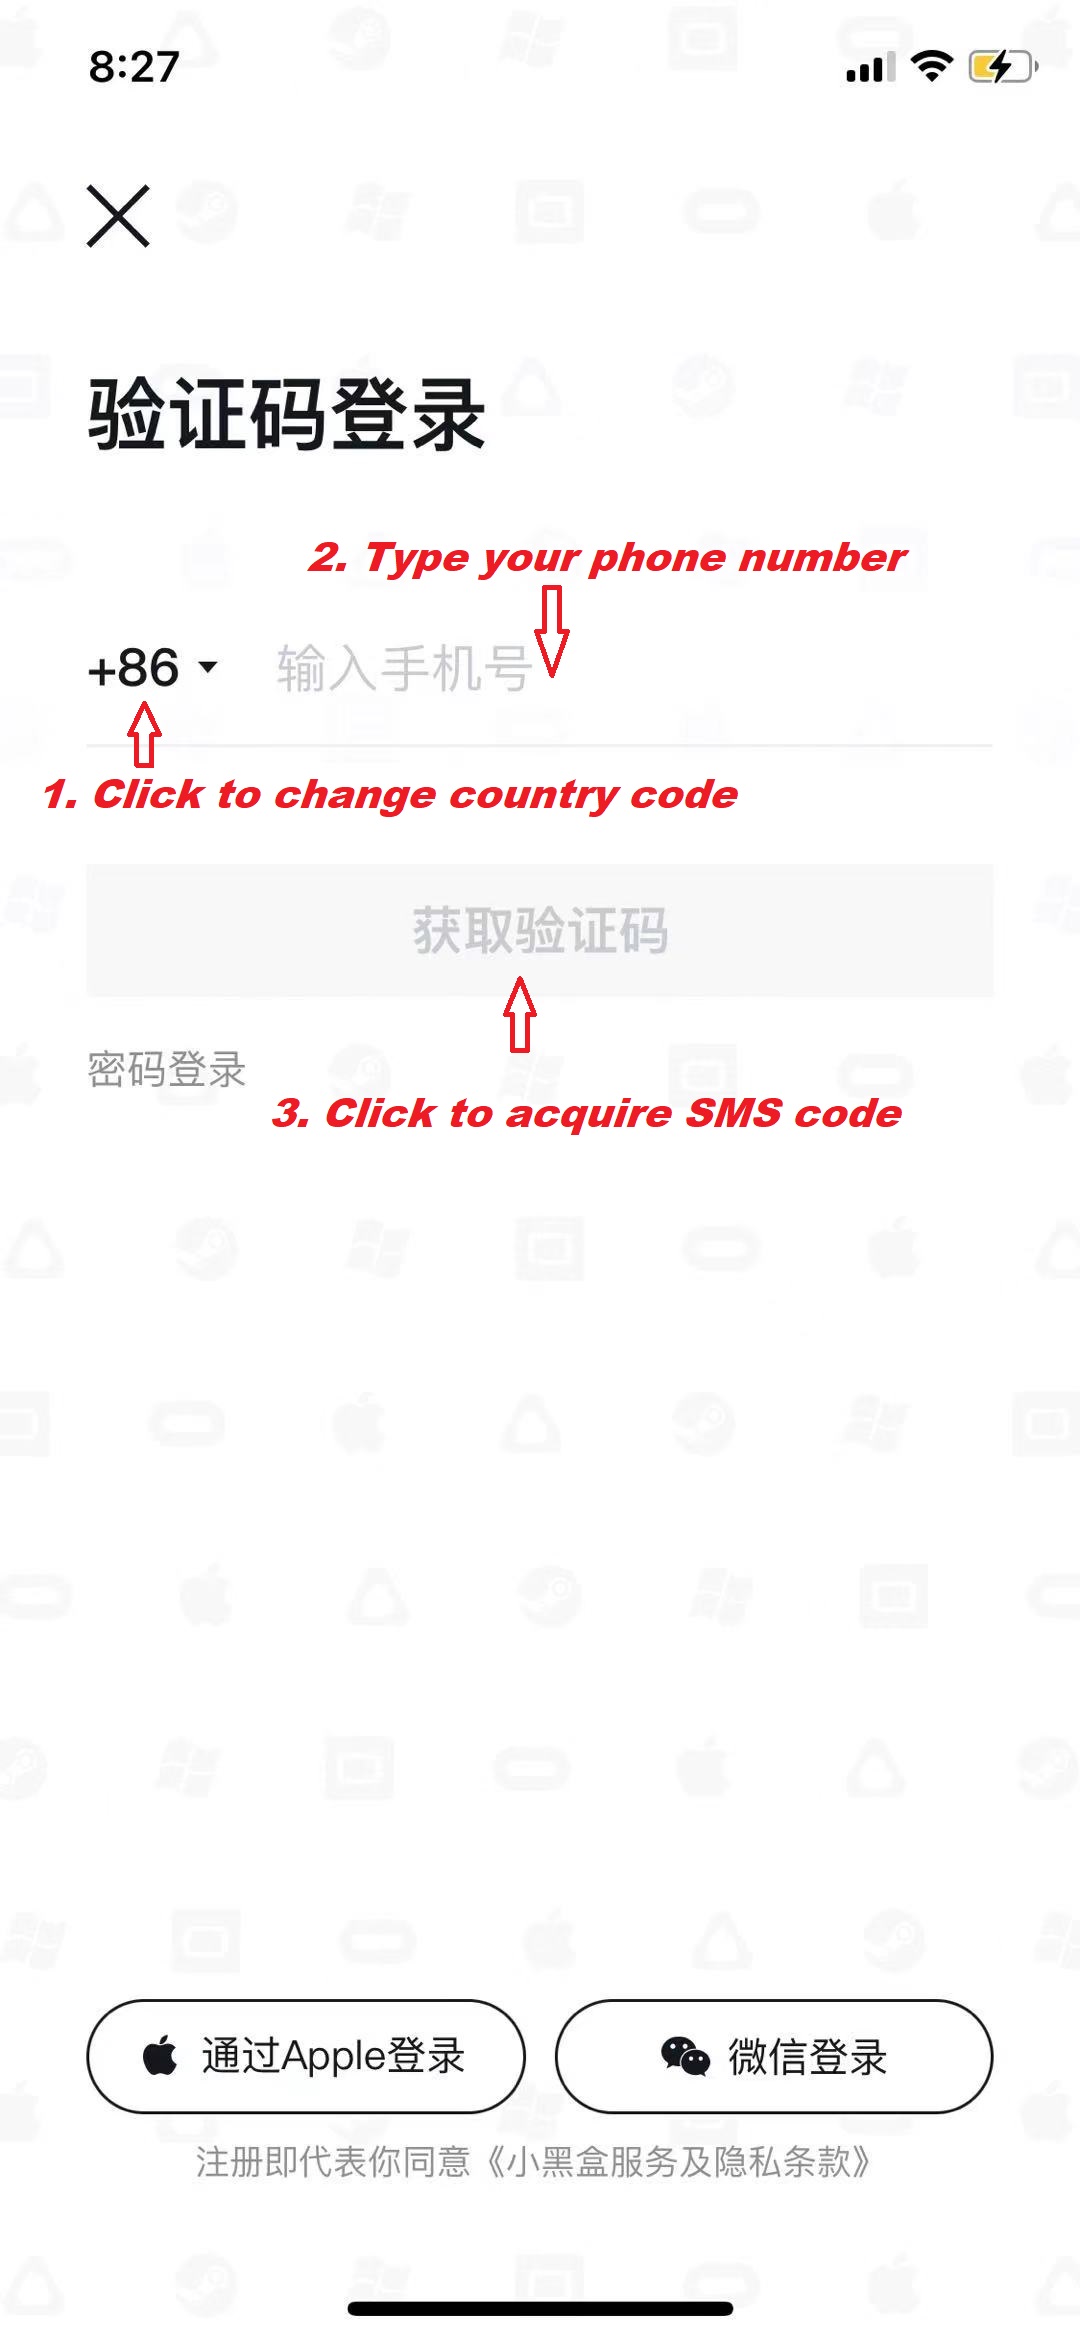 8:27
验证码登录
2. Type your phone number
+86 输入手机号
1. Click to change country code
获取验证码
密码登录
3. Click to acquire SMS code
通过Apple登录
微信登录
注册即代表你同意《小黑盒服务及隐私条款》